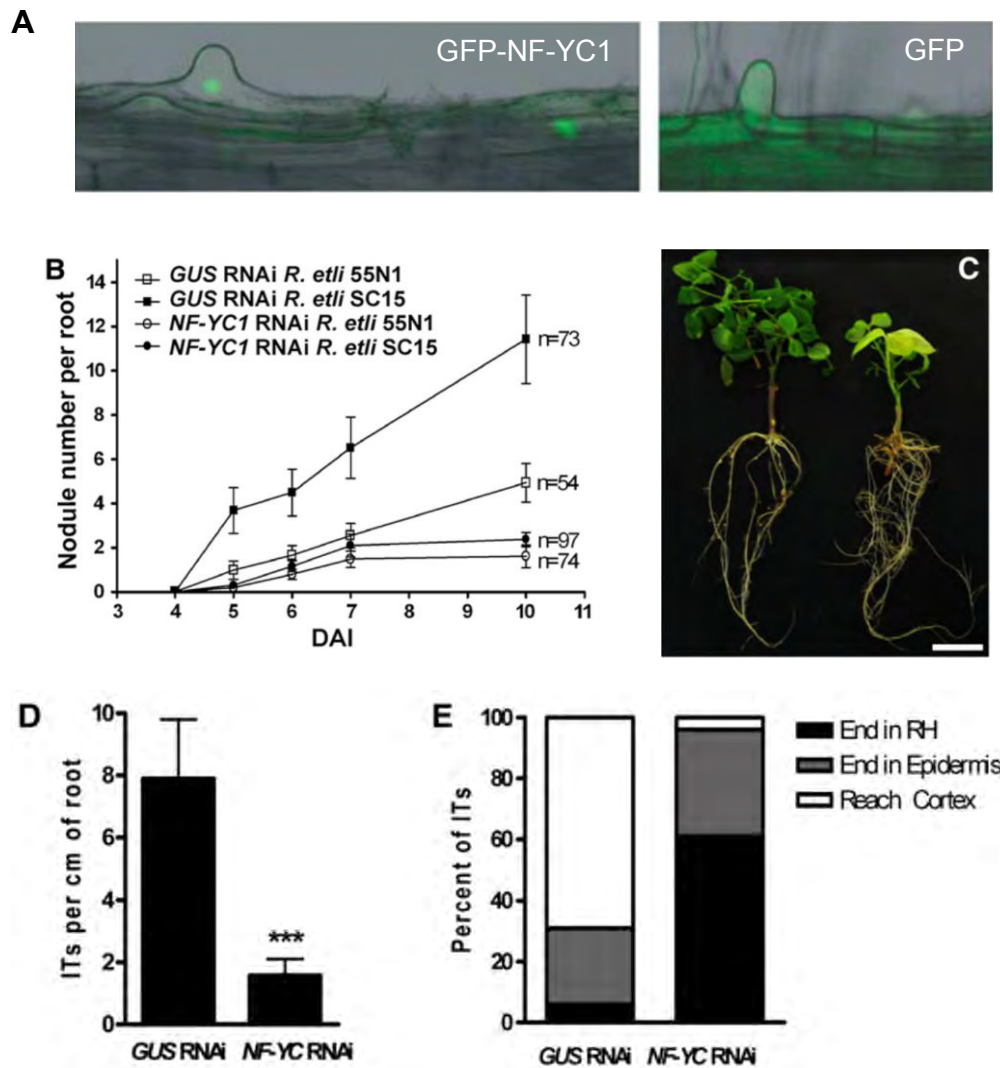 A
GFP-NF-YC1
GFP
B
GUS RNAi R. etli 55N1
GUS RNAi R. etli SC15
NF-YC1 RNAi R. etli 55N1
NF-YC1 RNAi R. etli SC15
Nodule number per root
14
12
10
8
6
4
2
0
n=73
n=54
n=97
n=74
3 4 5 6 7 8 9 10 11
DAI
C
D
ITs per cm of root
10
8
6
4
2
0
***
GUS RNAi NF-YC RNAi
E
Percent of ITs
100
80
60
40
20
0
GUS RNAi NF-YC RNAi
End in RH
End in Epidermis
Reach Cortex